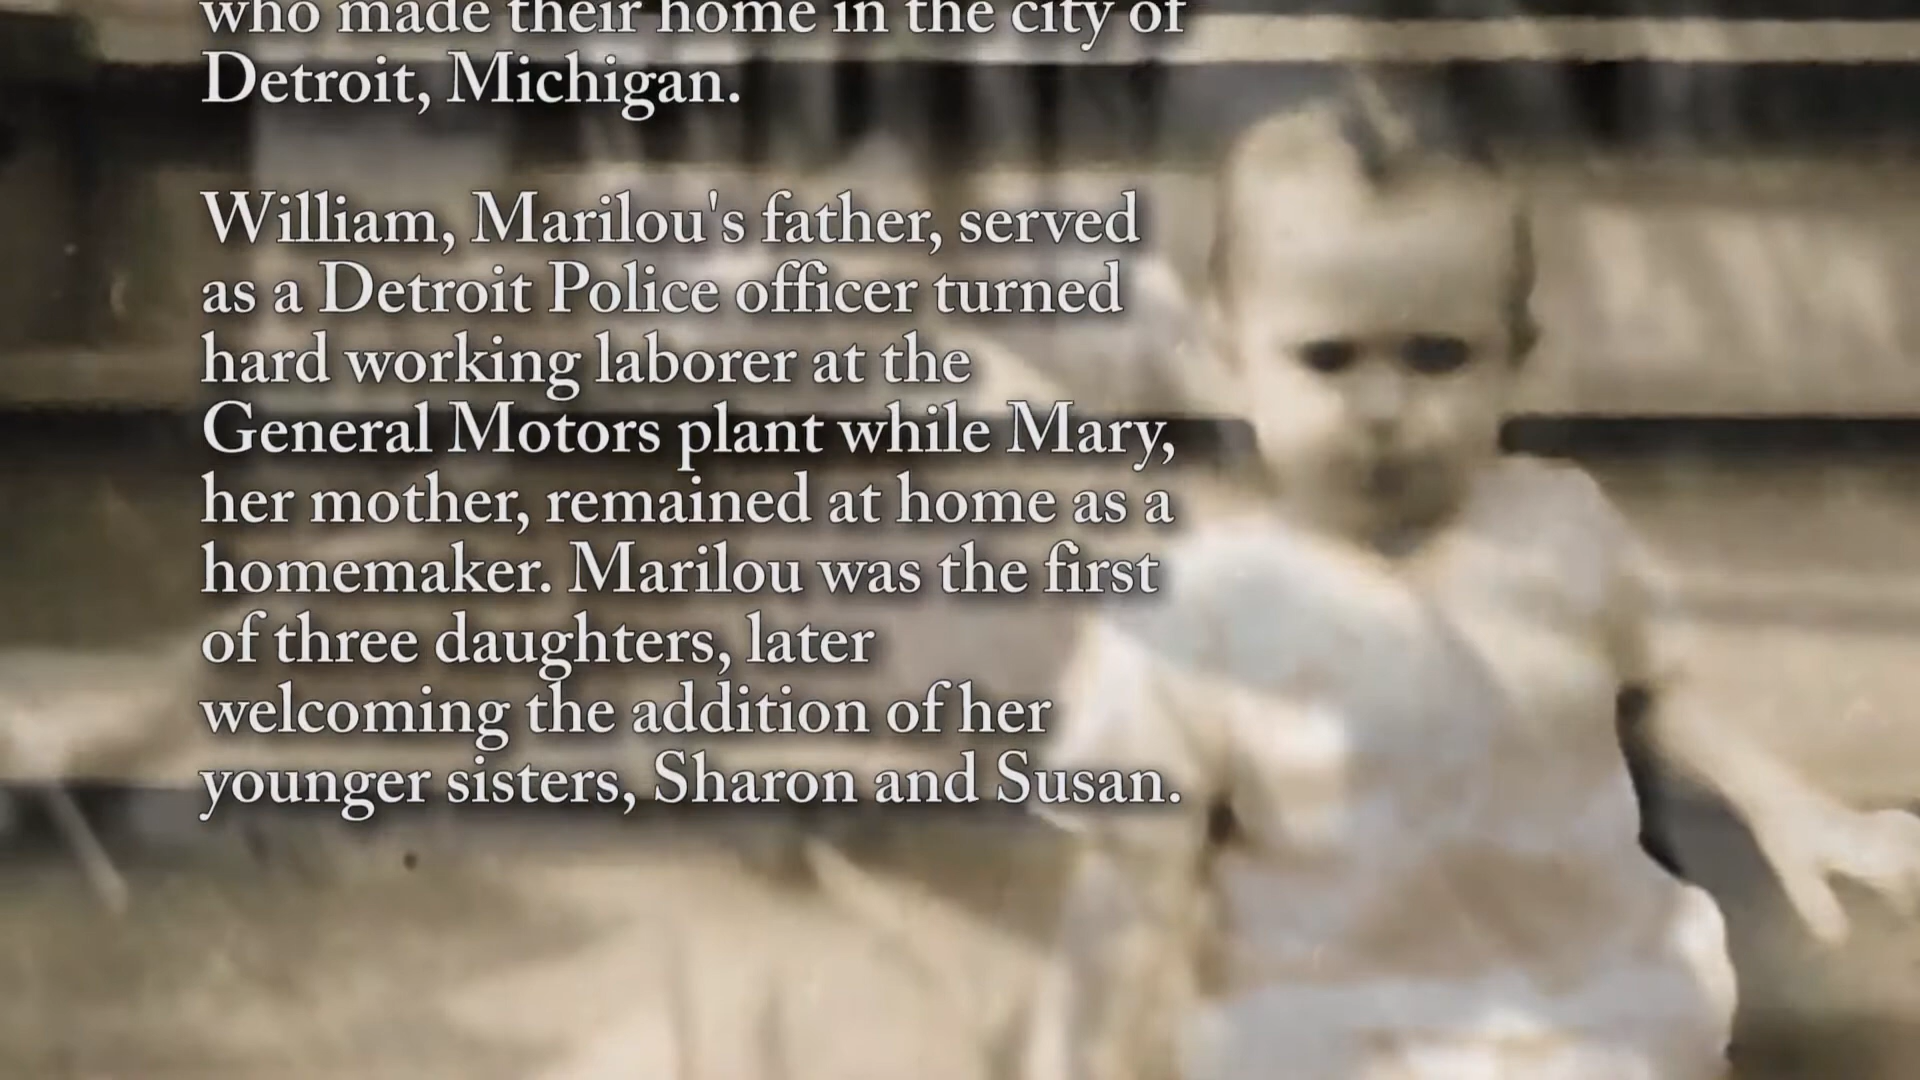 who made their home in the city of
Detroit, Michigan.
William, Marilou's father, served
as a Detroit Police officer turned
hard working laborer at the
General Motors plant while Mary,
her mother, remained at home as a
homemaker. Marilou was the first
of three daughters, later
welcoming the addition of her
younger sisters, Sharon and Susan.